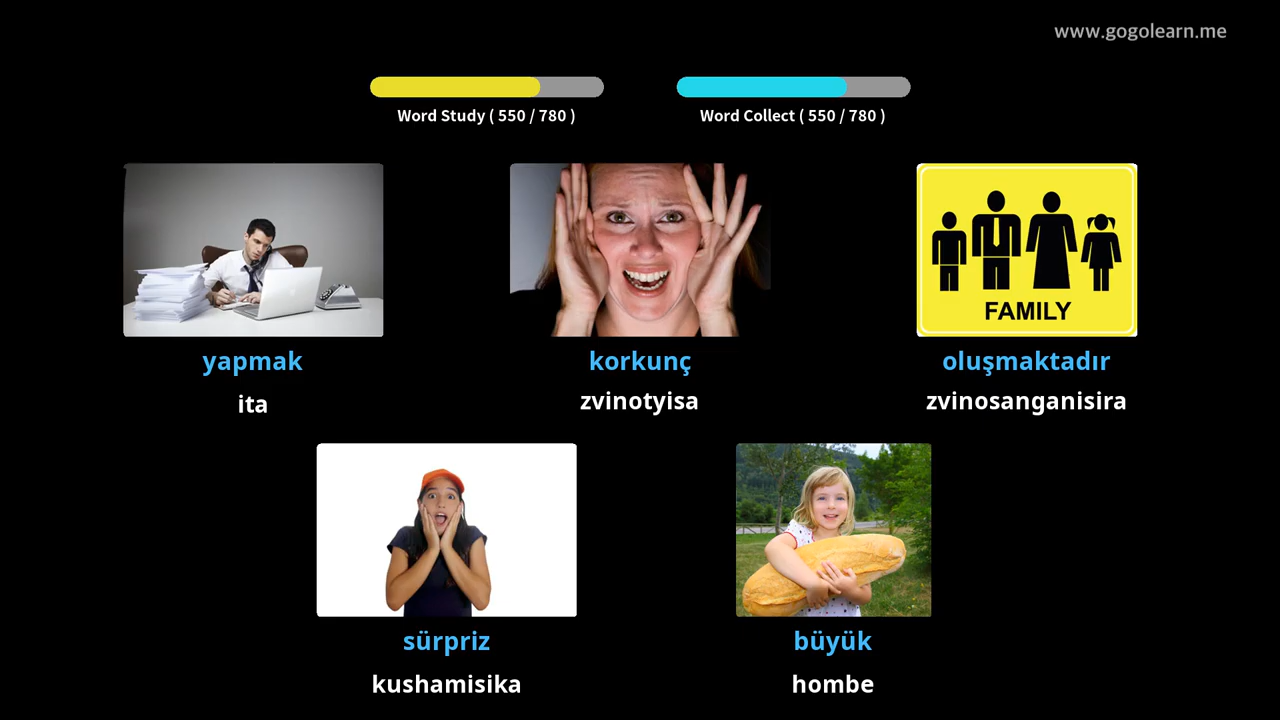 www.gogolearn.me
Word Study ( 550 / 780 )
Word Collect ( 550 / 780 )
FAMILY
yapmak
korkunç
oluşmaktadır
ita
zvinotyisa
zvinosanganisira
sürpriz
büyük
kushamisika
hombe